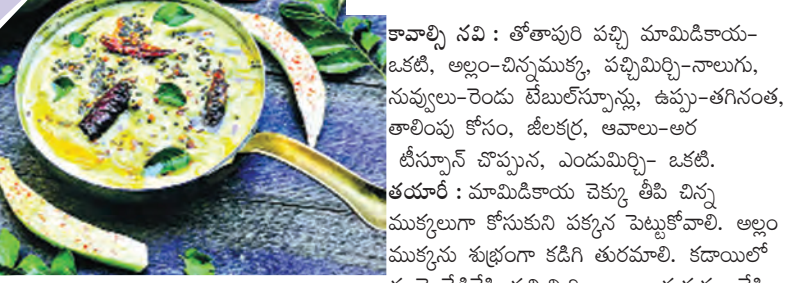 కావాల్సి నవి : తోతాపురి పచ్చి మామిడికాయ-
ఒకటి, అల్లం-చిన్నముక్క, పచ్చిమిర్చి-నాలుగు,
నువ్వులు-రెండు టేబుల్‌స్పూన్లు, ఉప్పు-తగినంత,
తాలింపు కోసం, జీలకర్ర, ఆవాలు-అర
టీస్పూన్ చొప్పున, ఎండుమిర్చి- ఒకటి.
తయారీ : మామిడికాయ చెక్కు తీపి చిన్న
ముక్కలుగా కోసుకుని పక్కన పెట్టుకోవాలి. అల్లం
ముక్కను శుభ్రంగా కడిగి తురమాలి. కడాయిలో